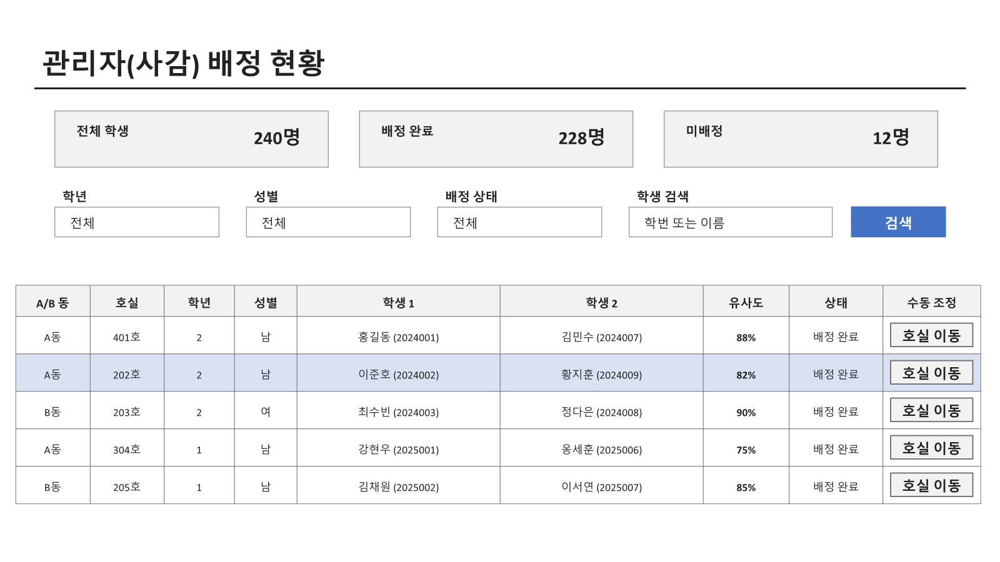 관리자(사감) 배정 현황
전체 학생 240명 배정 완료 228명 미배정 12명
학년 성별 배정 상태 학생 검색
전체 전체 전체 학번 또는 이름 검색
A/B 동 호실 학년 성별 학생 1 학생 2 유사도 상태 수동 조정
A동 401호 2 남 홍길동 (2024001) 김민수 (2024007) 88% 배정 완료 호실 이동
A동 202호 2 남 이준호 (2024002) 황지훈 (2024009) 82% 배정 완료 호실 이동
B동 203호 2 여 최수빈 (2024003) 정다은 (2024008) 90% 배정 완료 호실 이동
A동 304호 1 남 강현우 (2025001) 옹세훈 (2025006) 75% 배정 완료 호실 이동
B동 205호 1 남 김채원 (2025002) 이서연 (2025007) 85% 배정 완료 호실 이동